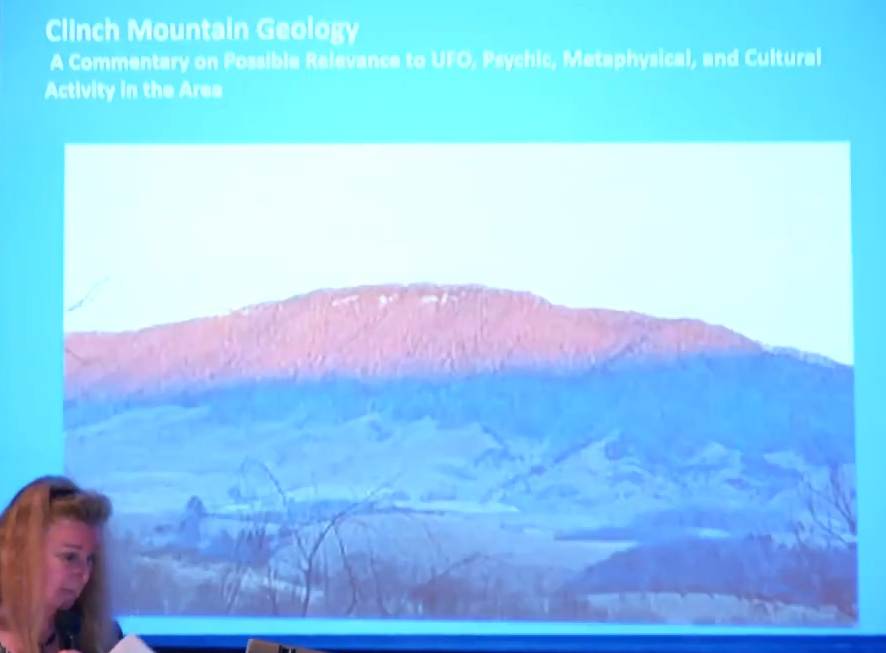 Clinch Mountain Geology
A Commentary on Possible Relevance to UFO, Psychic, Metaphysical, and Cultural
Activity in the Area